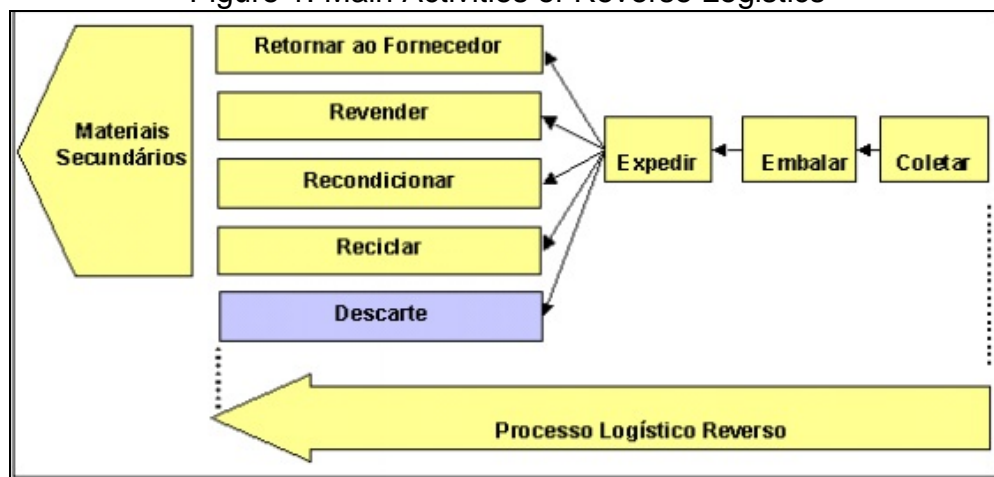 Figure 1: Main Activities of Reverse Logistics
Retornar ao Fornecedor
Revender
Materiais
Secundários
Recondicionar
Expedir
Embalar
Coletar
Reciclar
Descarte
Processo Logístico Reverso